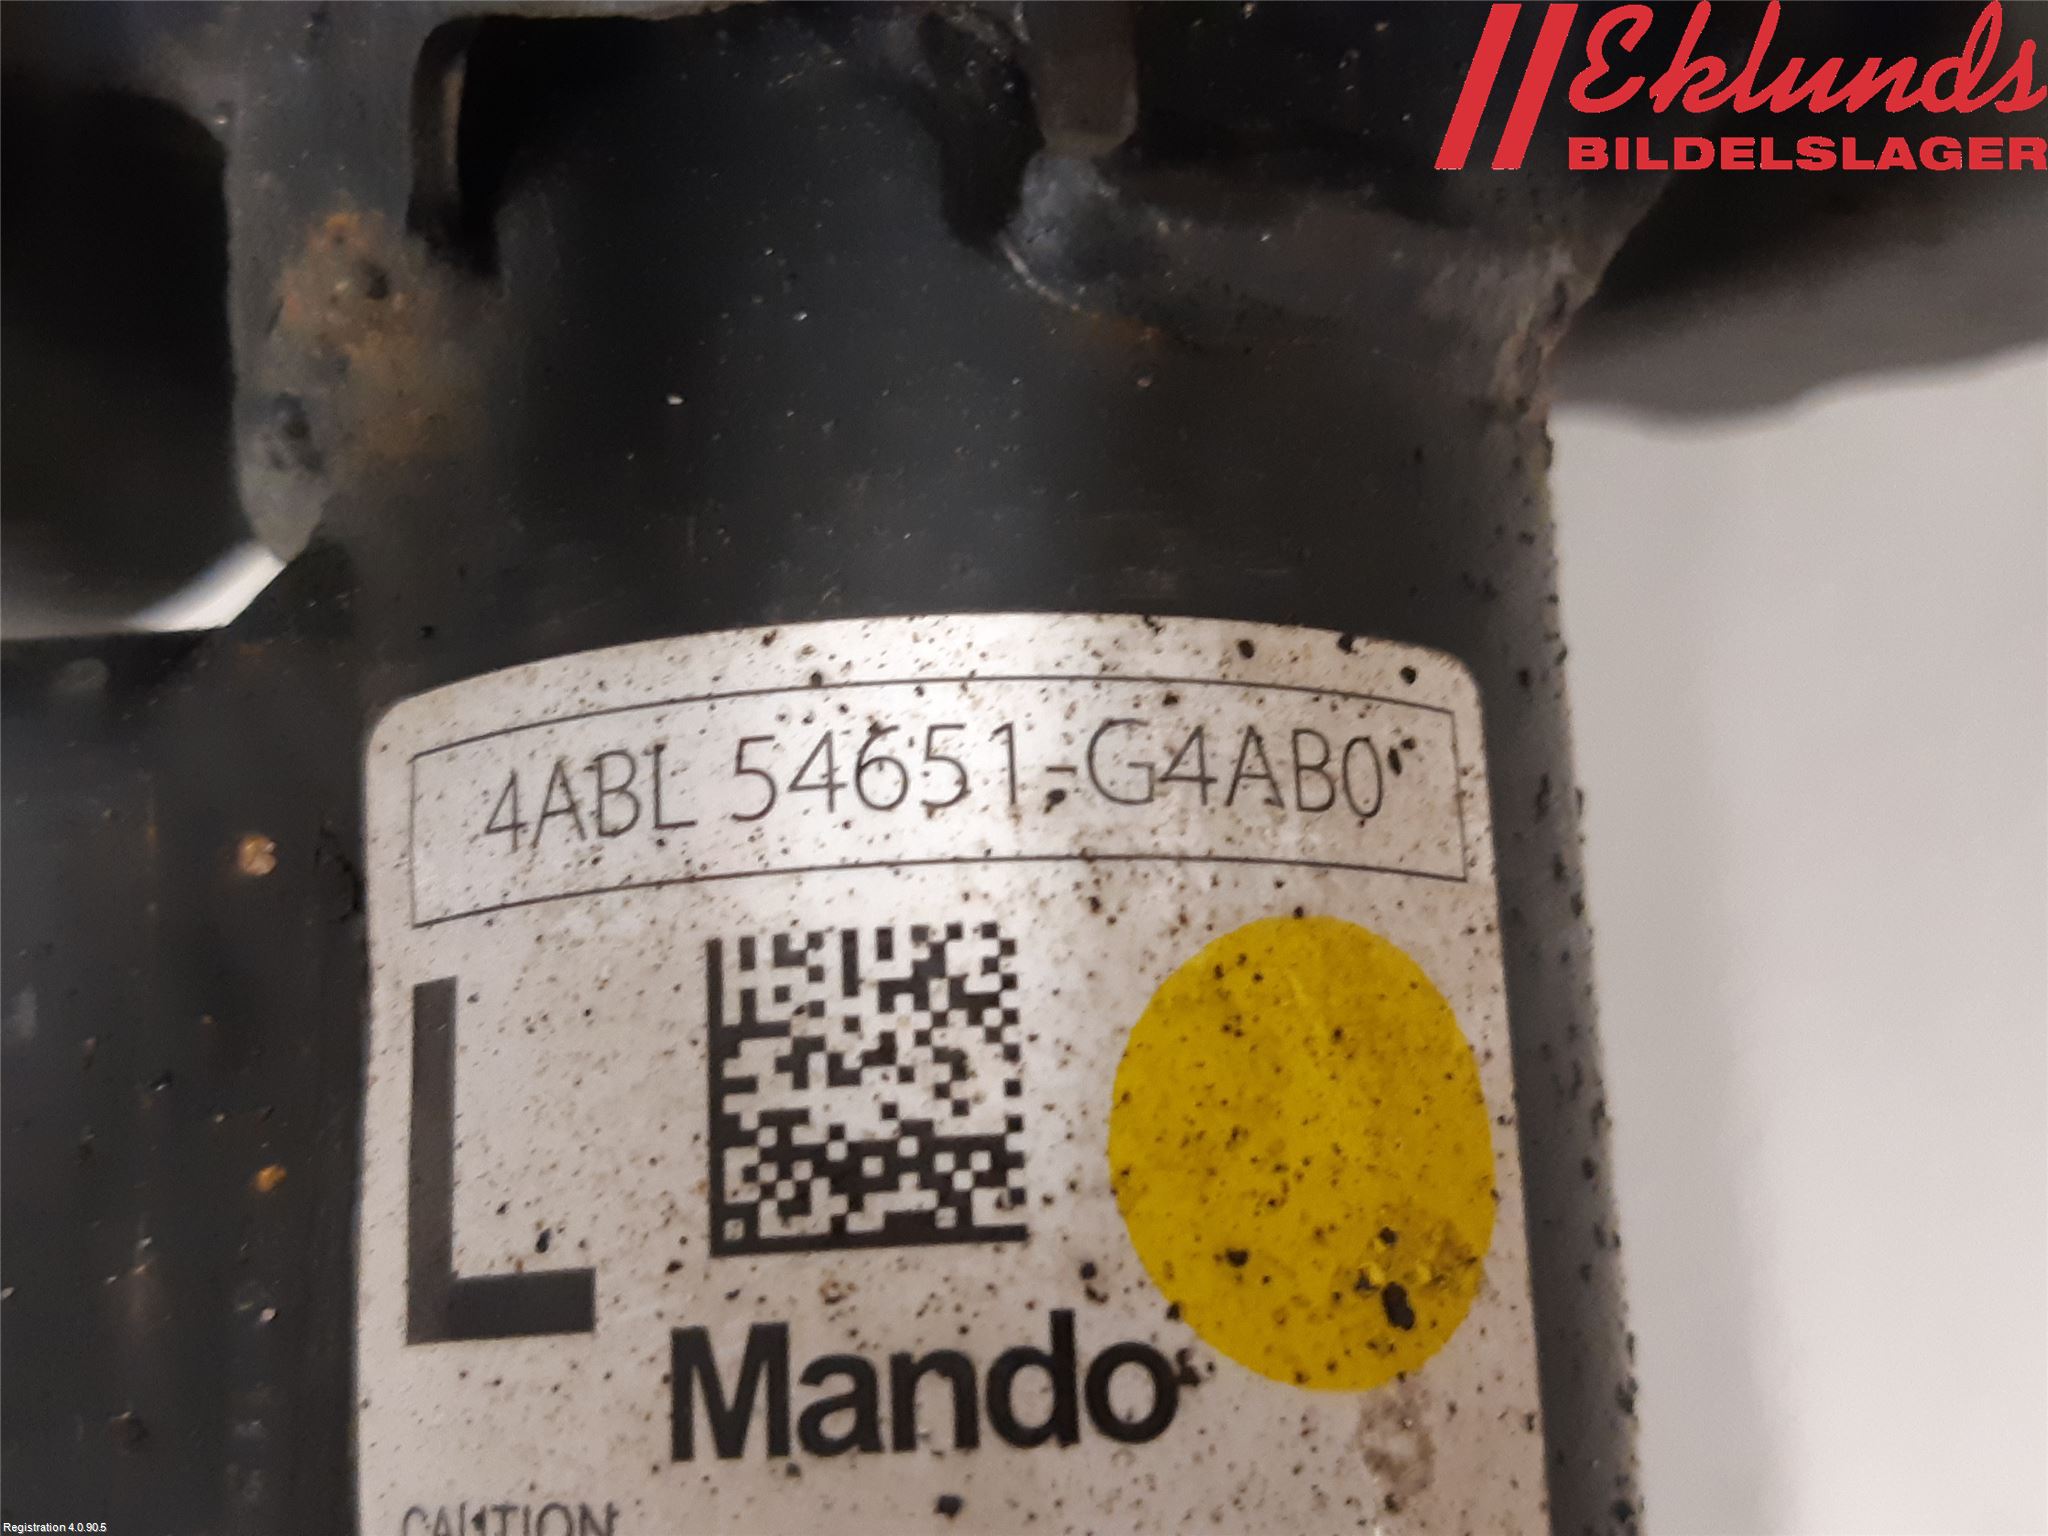 Eklunds
BILDELSLAGER
4ABL 54651-G4AB0
L
Mando
CAUTION
Registration 4.0.90.5